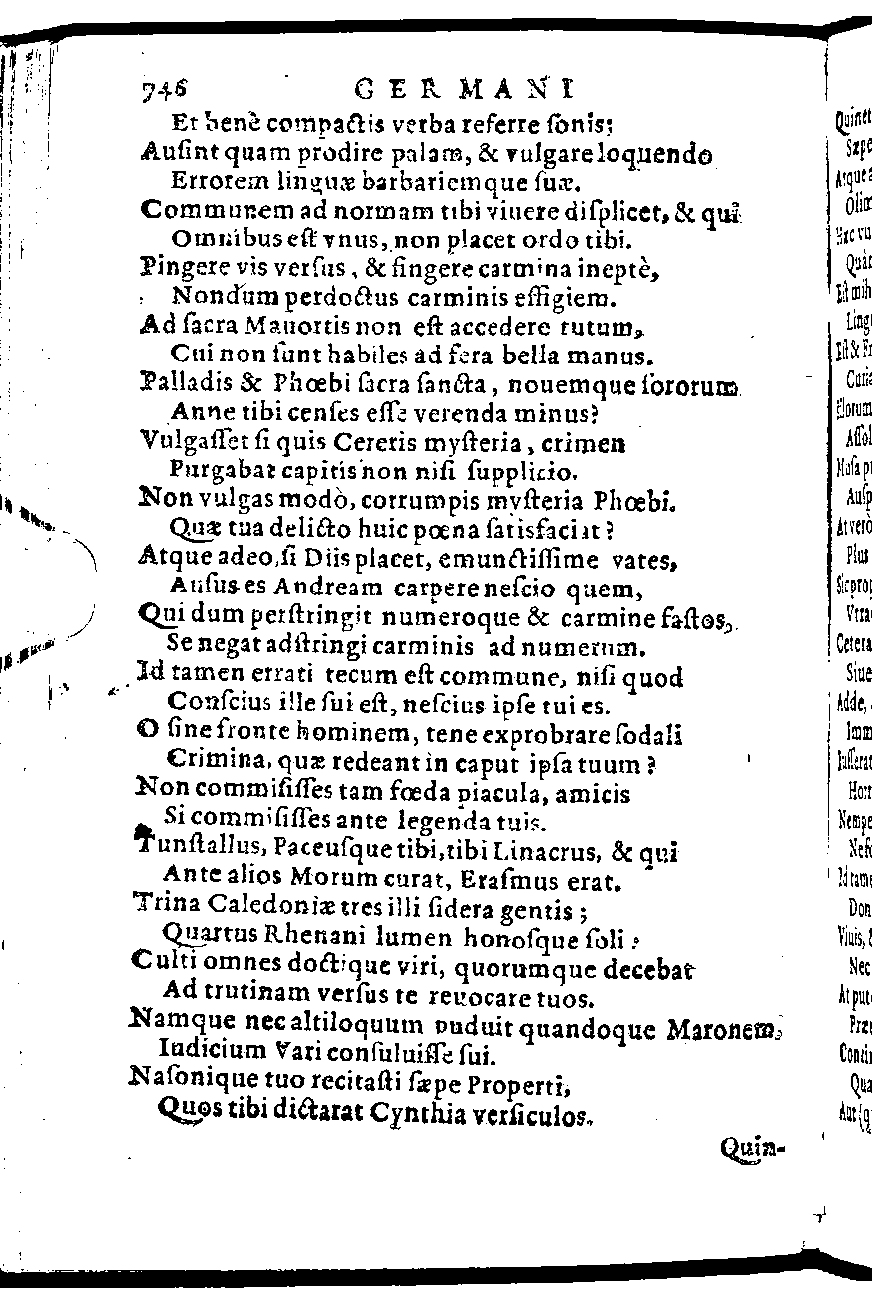 746 GERMANI
Et benè compactis verba referre ſonis;
Auſint quam prodire palam, & vulgare loquendo
Errorem linguæ barbariemque ſuæ.
Communem ad normam tibi viuere diſplicet, & qui
Omnibus eſt vnus, non placet ordo tibi.
Pingere vis verſus, & fingere carmina ineptè,
Nondum perdoctus carminis effigiem.
Ad ſacra Mauortis non eſt accedere tutum,
Cui non ſunt habiles ad fera bella manus.
Palladis & Phœbi ſacra ſancta, nouemque ſororum
Anne tibi cenſes eſſe verenda minus?
Vulgaſſet ſi quis Cereris myſteria, crimen
Purgabat capitis non niſi ſupplicio.
Non vulgas modò, corrumpis myſteria Phœbi.
Quæ tua delicto huic pœna ſatisfaciat?
Atque adeo, ſi Diis placet, emunctiſſime vates,
Auſus es Andream carpere neſcio quem,
Qui dum perſtringit numeroque & carmine faſtos,
Se negat adſtringi carminis ad numerum.
Id tamen errati tecum eſt commune, niſi quod
Conſcius ille ſui eſt, neſcius ipſe tui es.
O ſine fronte hominem, tene exprobrare ſodali
Crimina, quæ redeant in caput ipſa tuum?
Non commiſiſſes tam fœda piacula, amicis
Si commiſiſſes ante legenda tuis.
Tunſtallus, Paceuſque tibi, tibi Linacrus, & qui
Ante alios Morum curat, Eraſmus erat.
Trina Caledoniæ tres illi ſidera gentis;
Quartus Rhenani lumen honoſque ſoli:
Culti omnes doctique viri, quorumque decebat
Ad trutinam verſus te reuocare tuos.
Namque nec altiloquum puduit quandoque Maronem,
Iudicium Vari conſuluiſſe ſui.
Naſonique tuo recitaſti ſæpe Properti,
Quos tibi dictarat Cynthia verſiculos.
Quin-